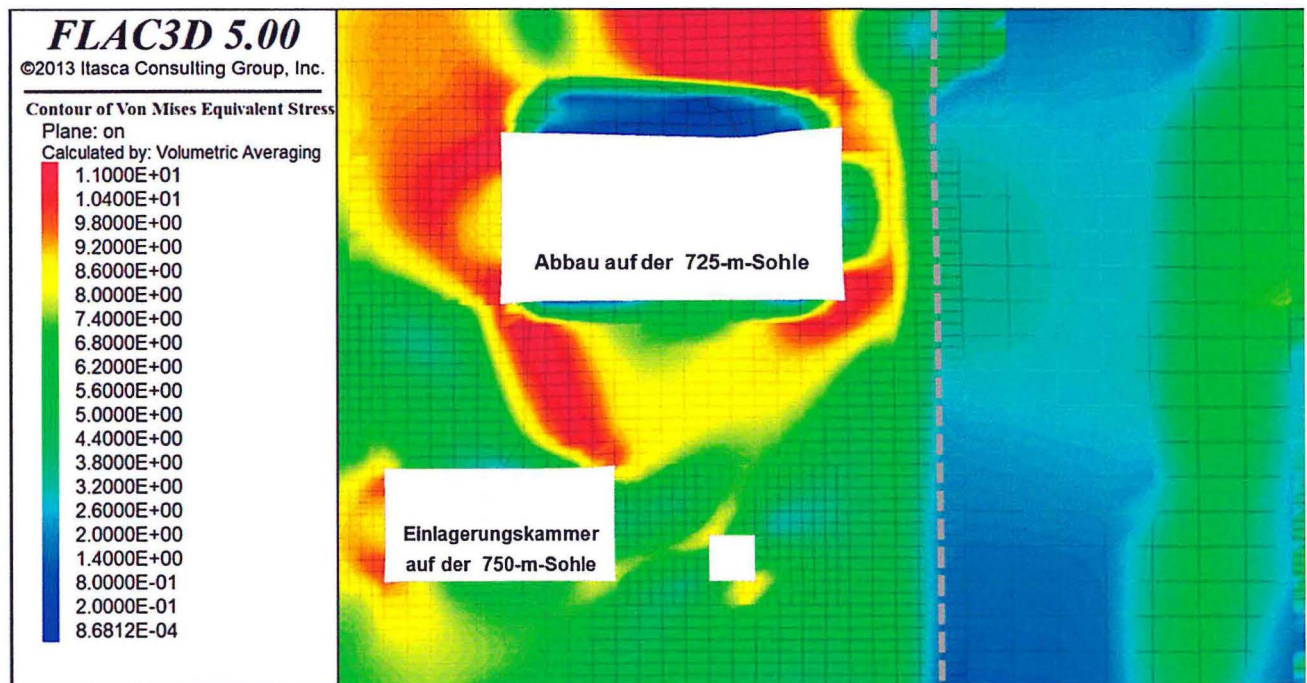 FLAC3D 5.00
©2013 Itasca Consulting Group, Inc.
Contour of Von Mises Equivalent Stress
Plane: on
Calculated by: Volumetric Averaging
1.1000E+01
1.0400E+01
9.8000E+00
9.2000E+00
8.6000E+00
8.0000E+00
7.4000E+00
6.8000E+00
6.2000E+00
5.6000E+00
5.0000E+00
4.4000E+00
3.8000E+00
3.2000E+00
2.6000E+00
2.0000E+00
1.4000E+00
8.0000E-01
2.0000E-01
8.6812E-04
Abbau auf der 725-m-Sohle
Einlagerungskammer
auf der 750-m-Sohle